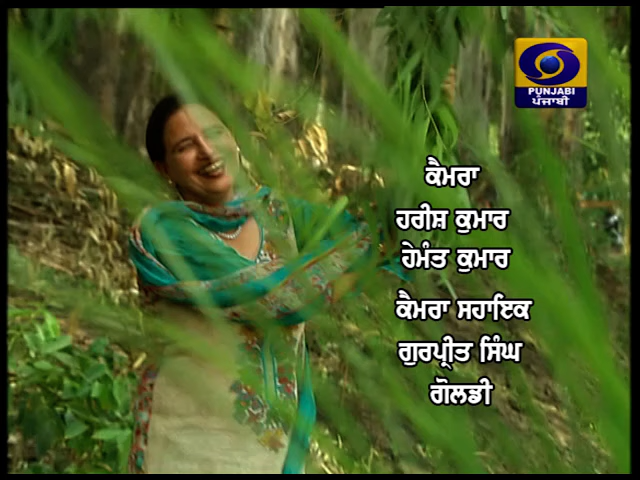 PUNJABI
ਪੰਜਾਬੀ
ਕੈਮਰਾ
ਹਰੀਸ਼ ਕੁਮਾਰ
ਹੇਮੰਤ ਕੁਮਾਰ
ਕੈਮਰਾ ਸਹਾਇਕ
ਗੁਰਪ੍ਰੀਤ ਸਿੰਘ
ਗੋਲਡੀ